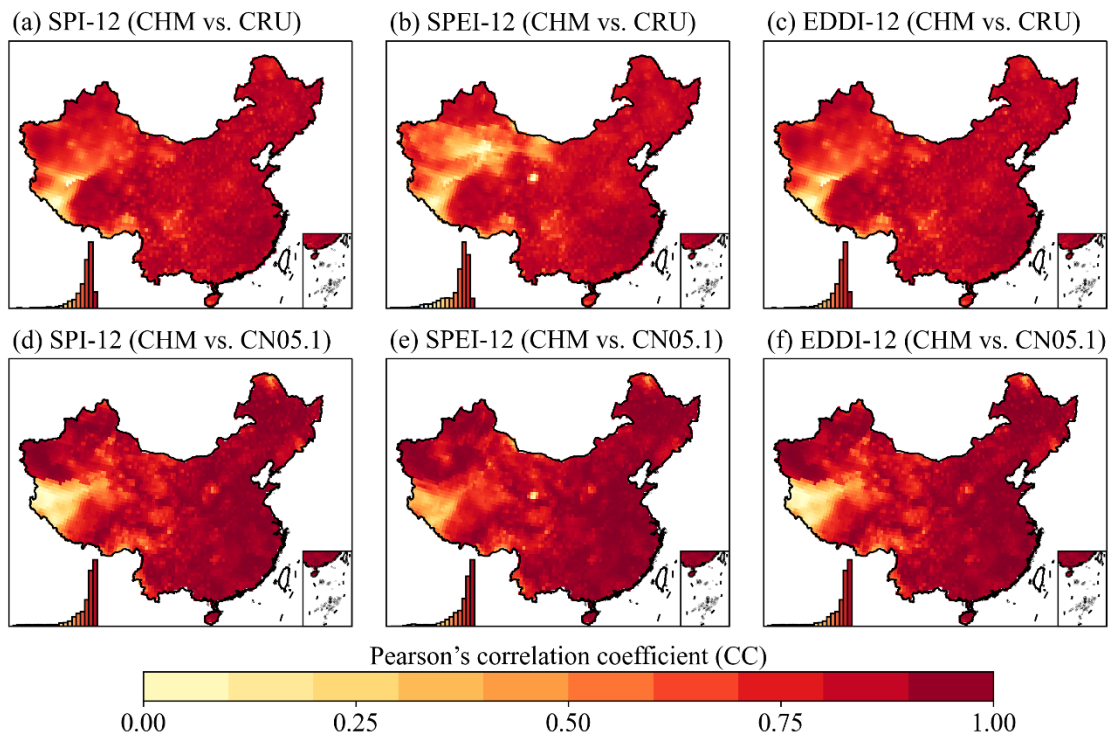 (a) SPI-12 (CHM vs. CRU)
(b) SPEI-12 (CHM vs. CRU)
(c) EDDI-12 (CHM vs. CRU)
(d) SPI-12 (CHM vs. CN05.1)
(e) SPEI-12 (CHM vs. CN05.1)
(f) EDDI-12 (CHM vs. CN05.1)
Pearson’s correlation coefficient (CC)
0.00 0.25 0.50 0.75 1.00